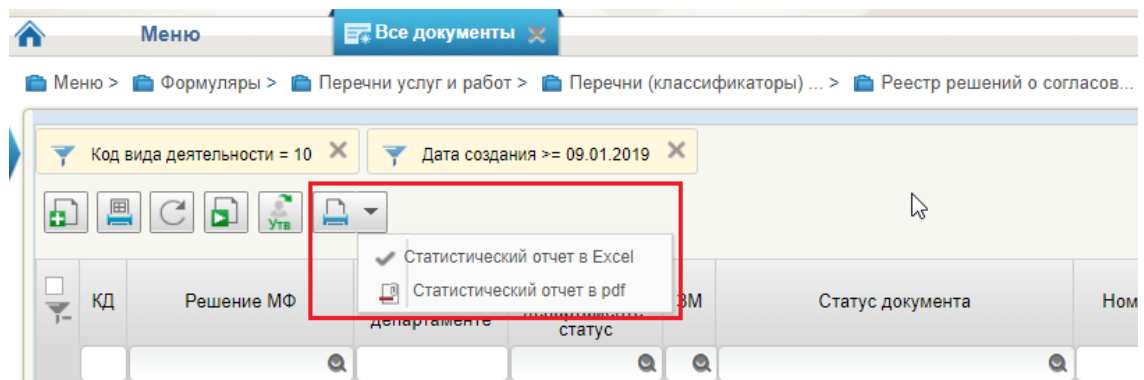 Меню
Все документы
Меню > Формуляры > Перечни услуг и работ > Перечни (классификаторы) ... > Реестр решений о согласов...
Код вида деятельности = 10
Дата создания >= 09.01.2019
Утв
Статистический отчет в Excel
Статистический отчет в pdf
КД
Решение МФ
департаменте
статус
ЗМ
Статус документа
Ном